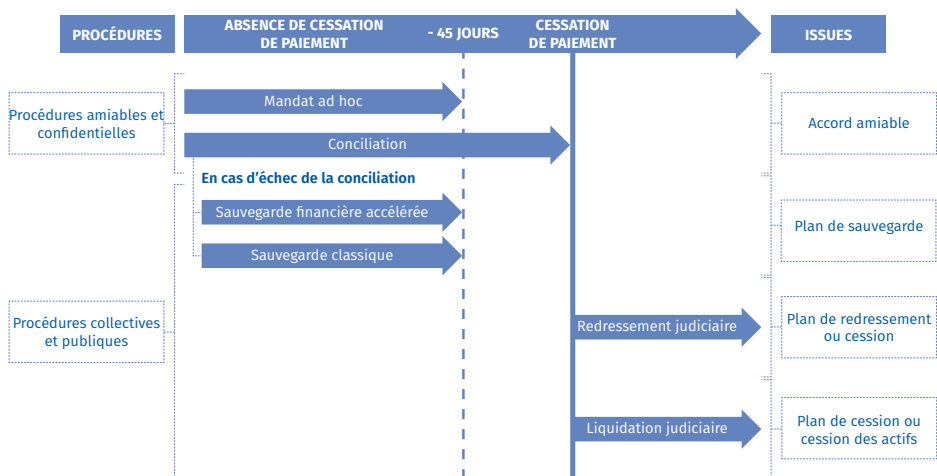 PROCÉDURES
ABSENCE DE CESSATION
DE PAIEMENT
- 45 JOURS
CESSATION
DE PAIEMENT
ISSUES
Procédures amiables et
confidentielles
Mandat ad hoc
Conciliation
Accord amiable
En cas d’échec de la conciliation
Sauvegarde financière accélérée
Sauvegarde classique
Plan de sauvegarde
Procédures collectives
et publiques
Redressement judiciaire
Plan de redressement
ou cession
Liquidation judiciaire
Plan de cession ou
cession des actifs